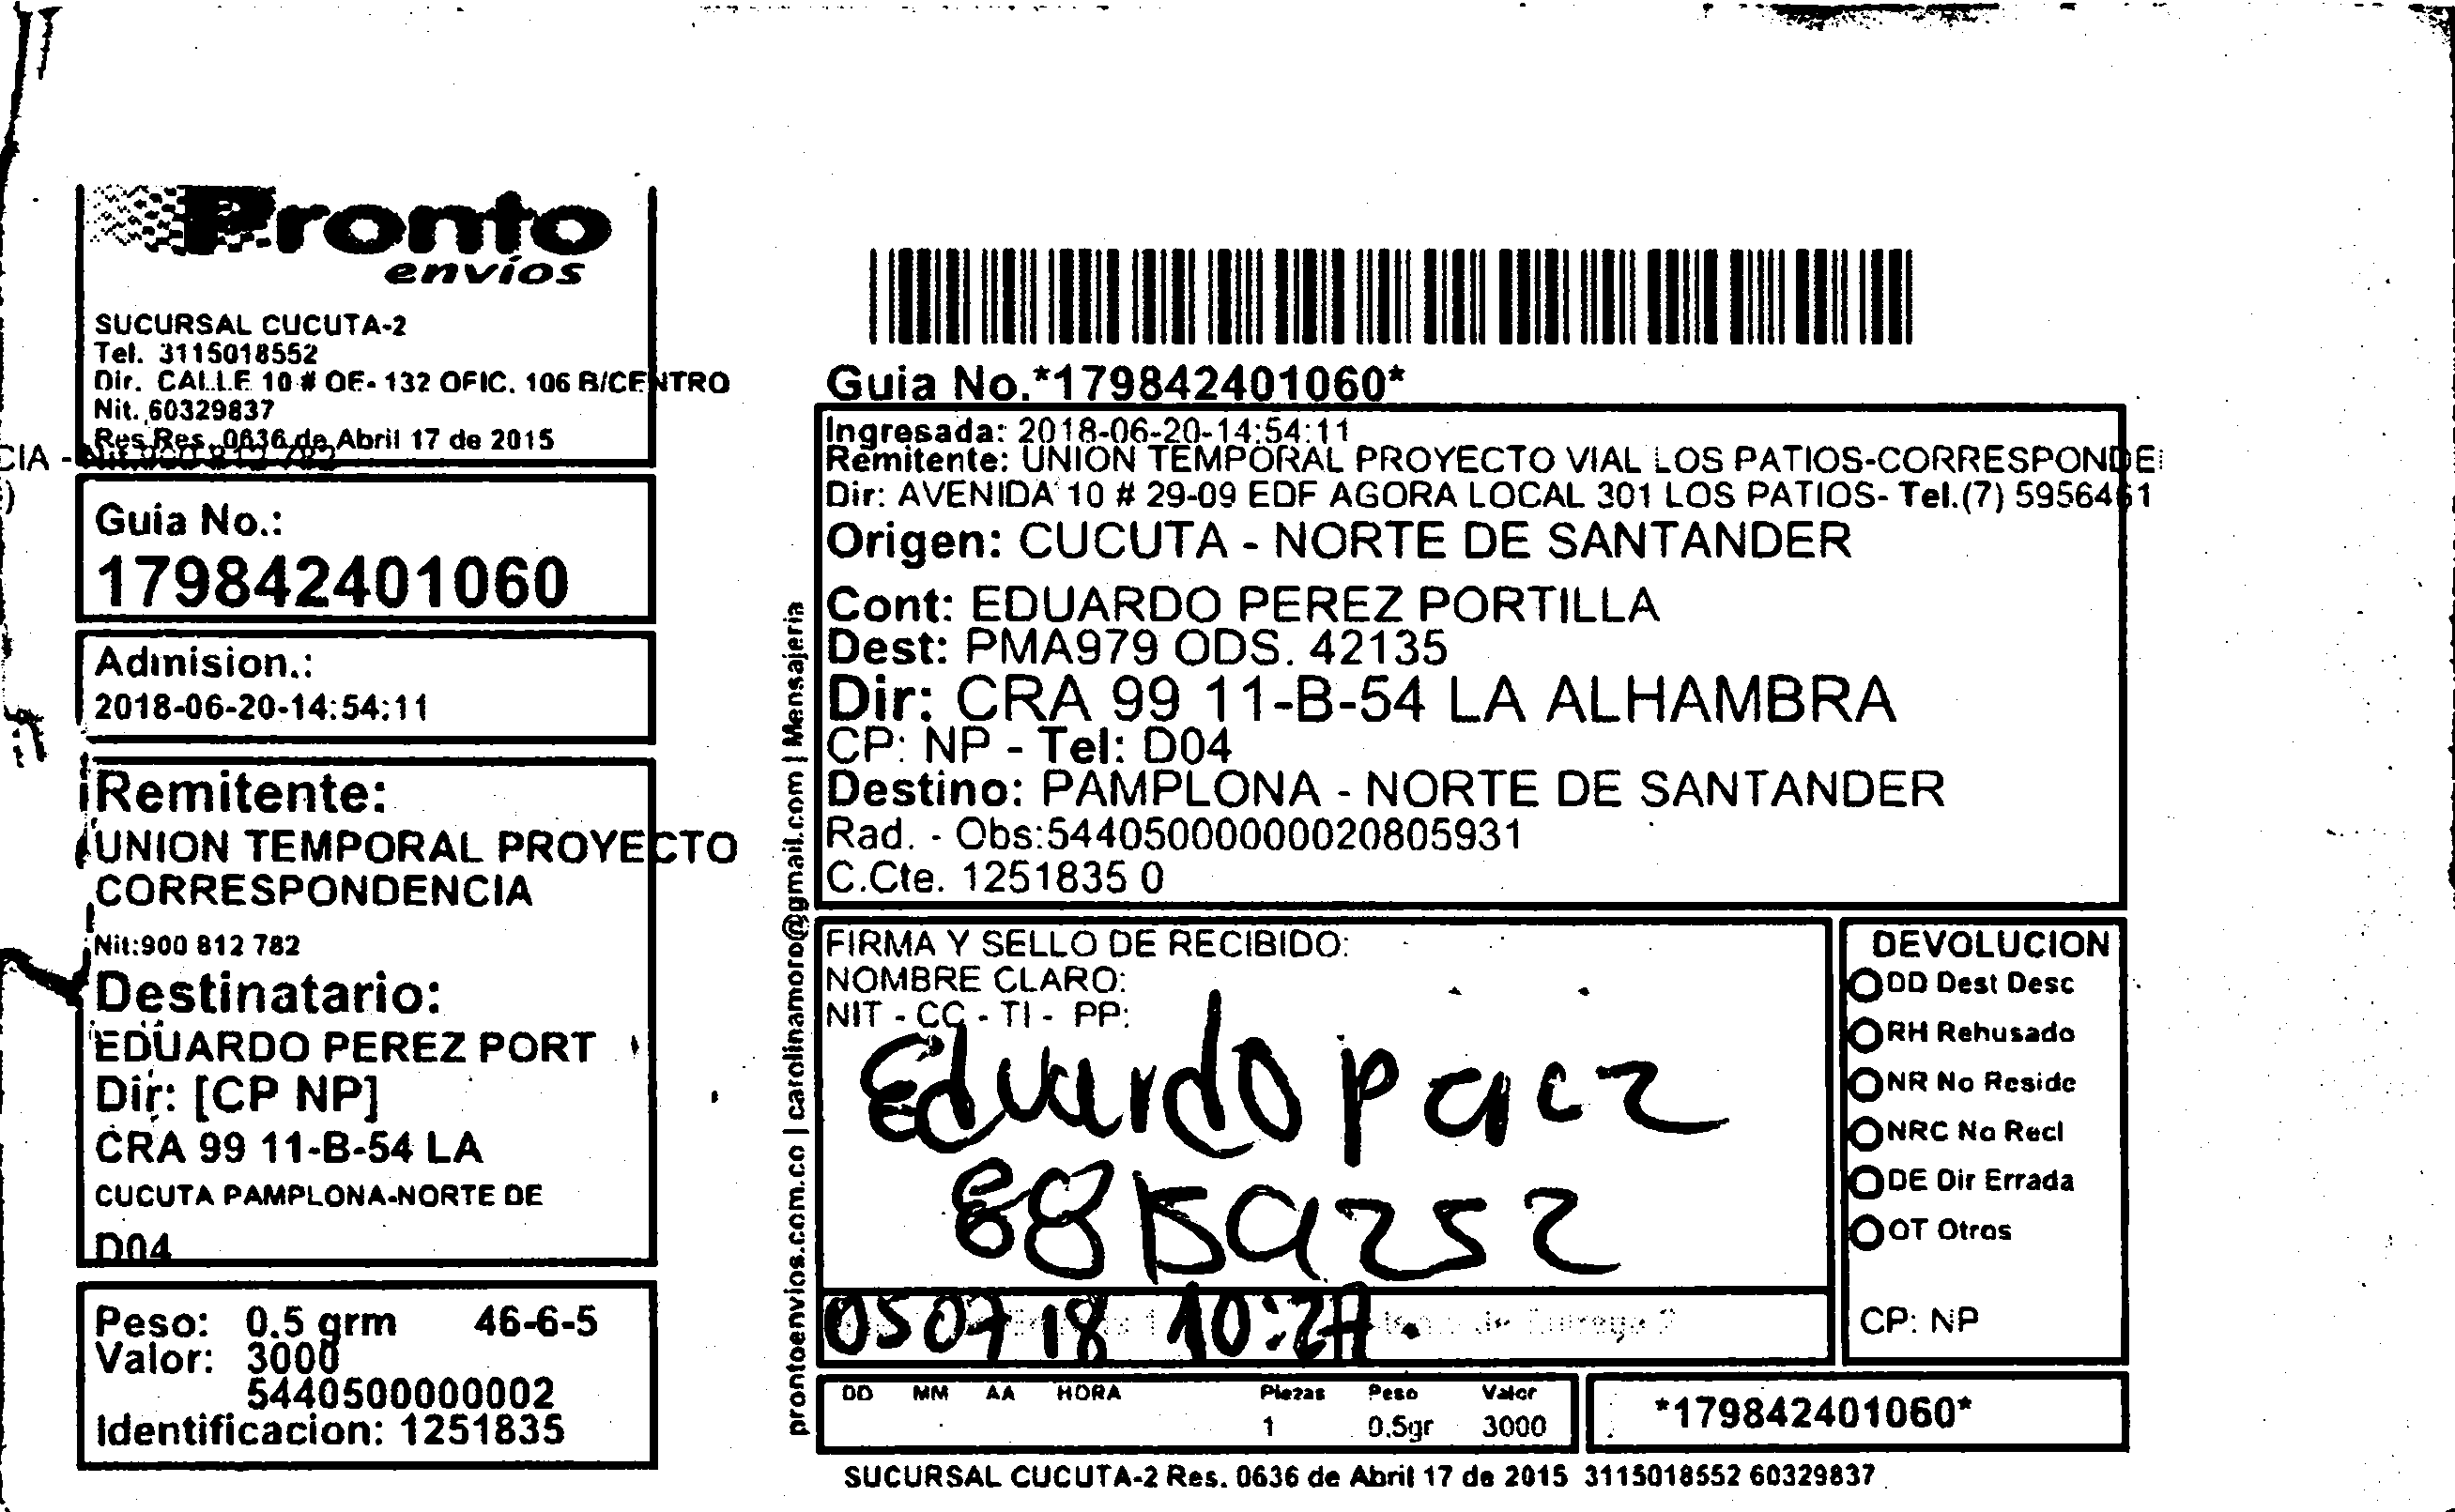 Pronto
envíos
SUCURSAL CUCUTA-2
Tel. 3115018552
Dir. CALLE 10 # OE-132 OFIC. 106 B/CENTRO
Nit. 60329837
Res.Res. 0636 de Abril 17 de 2015
CIA - Nit.900 812 782
Guia No.:
179842401060
Admision.:
2018-06-20-14:54:11
Remitente:
UNION TEMPORAL PROYECTO
CORRESPONDENCIA
Nit:900 812 782
Destinatario:
EDUARDO PEREZ PORT
Dir: [CP NP]
CRA 99 11-B-54 LA
CUCUTA PAMPLONA-NORTE DE
D04
Peso: 0.5 grm 46-6-5
Valor: 3000
5440500000002
Identificacion: 1251835
prontoenvios.com.co | carolinamoro@gmail.com | Mensajeria
Guia No.*179842401060*
Ingresada: 2018-06-20-14:54:11
Remitente: UNION TEMPORAL PROYECTO VIAL LOS PATIOS-CORRESPONDE
Dir: AVENIDA 10 # 29-09 EDF AGORA LOCAL 301 LOS PATIOS- Tel.(7) 5956461
Origen: CUCUTA - NORTE DE SANTANDER
Cont: EDUARDO PEREZ PORTILLA
Dest: PMA979 ODS. 42135
Dir: CRA 99 11-B-54 LA ALHAMBRA
CP: NP - Tel: D04
Destino: PAMPLONA - NORTE DE SANTANDER
Rad. - Obs:544050000000020805931
C.Cte. 1251835 0
FIRMA Y SELLO DE RECIBIDO:
NOMBRE CLARO:
NIT - CC - TI - PP:
Eduardo
050718 10:27
de Entrega 2
DEVOLUCION
DD Dest Desc
RH Rehusado
NR No Reside
NRC No Recl
DE Dir Errada
OT Otros
CP: NP
DD MM AA HORA Piezas Peso Valor
1 0.5gr 3000
*179842401060*
SUCURSAL CUCUTA-2 Res. 0636 de Abril 17 de 2015 3115018552 60329837